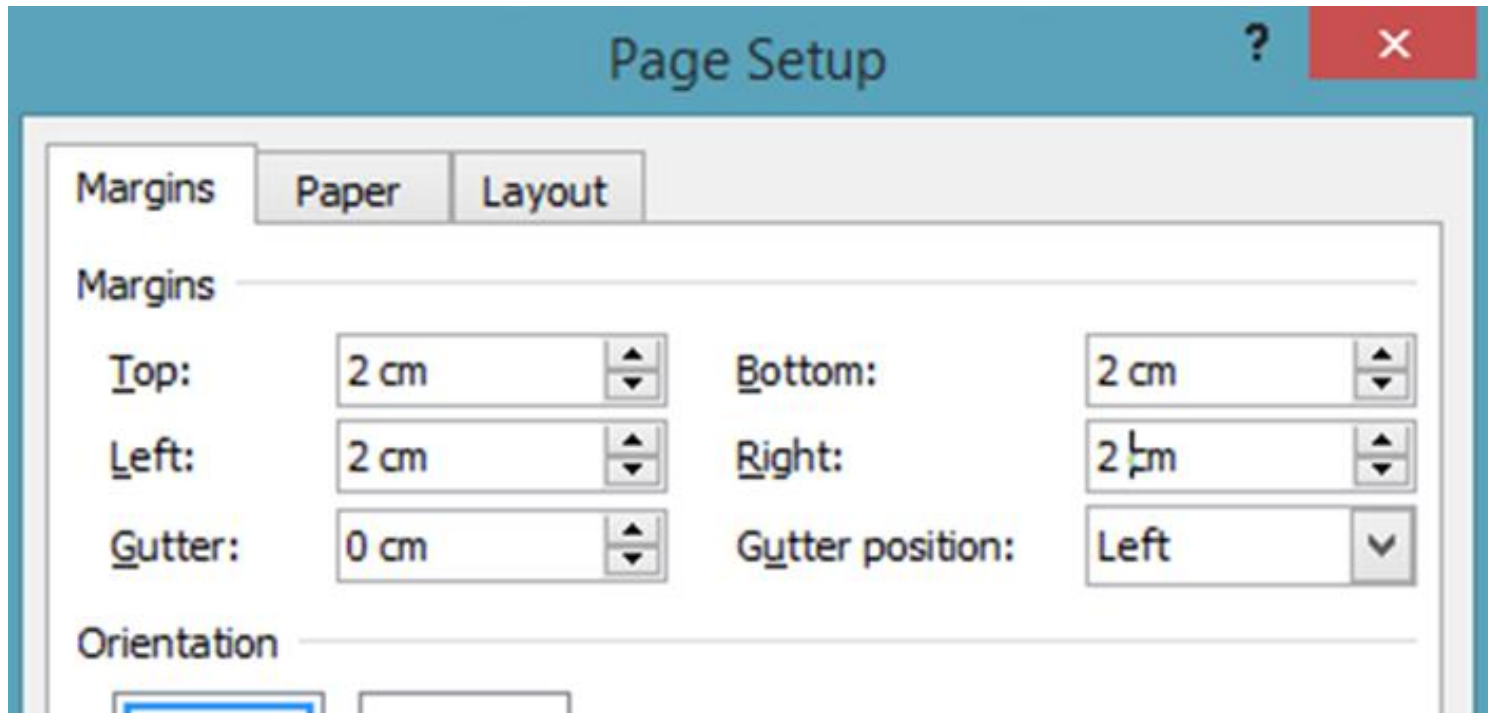 Page Setup ?
Margins Paper Layout
Margins
Top: 2 cm Bottom: 2 cm
Left: 2 cm Right: 2 cm
Gutter: 0 cm Gutter position: Left
Orientation